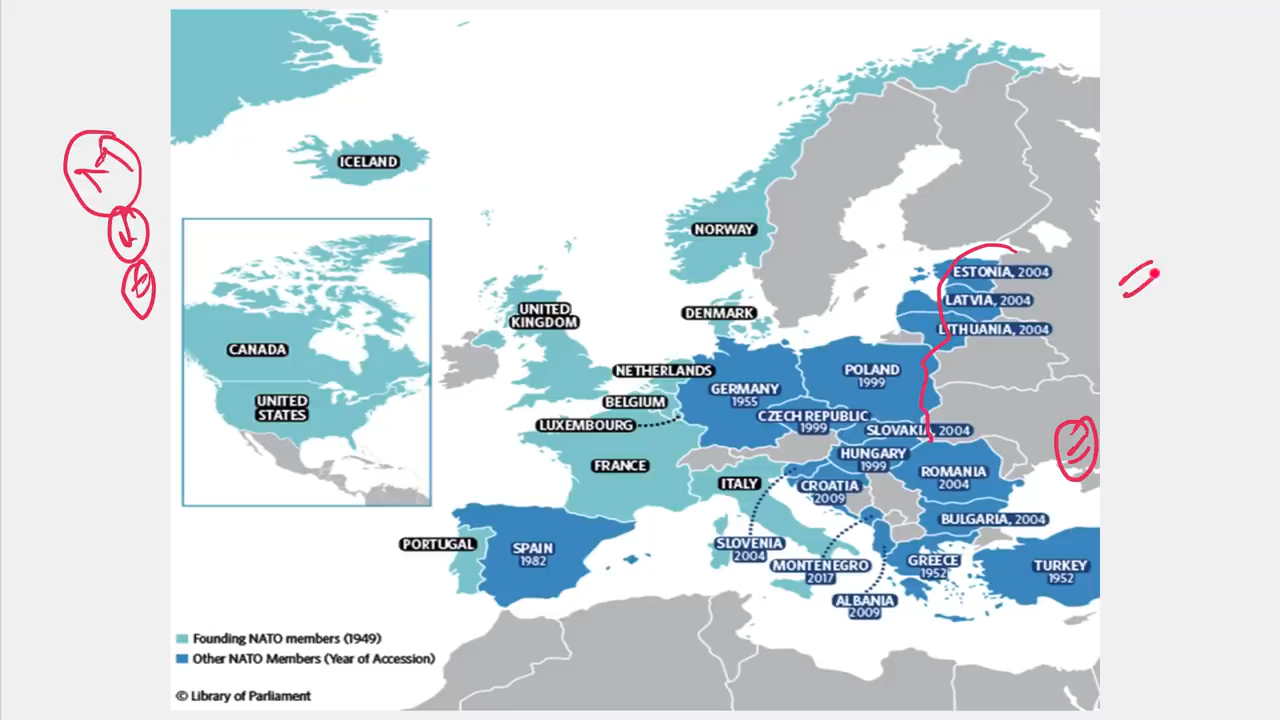 ICELAND
NORWAY
ESTONIA, 2004
LATVIA, 2004
LITHUANIA, 2004
UNITED
KINGDOM
DENMARK
CANADA
UNITED
STATES
NETHERLANDS
BELGIUM
LUXEMBOURG
GERMANY
1955
POLAND
1999
CZECH REPUBLIC
1999
SLOVAKIA, 2004
FRANCE
ITALY
HUNGARY
1999
CROATIA
2009
ROMANIA
2004
BULGARIA, 2004
PORTUGAL
SPAIN
1982
SLOVENIA
2004
MONTENEGRO
2017
ALBANIA
2009
GREECE
1952
TURKEY
1952
Founding NATO members (1949)
Other NATO Members (Year of Accession)
© Library of Parliament